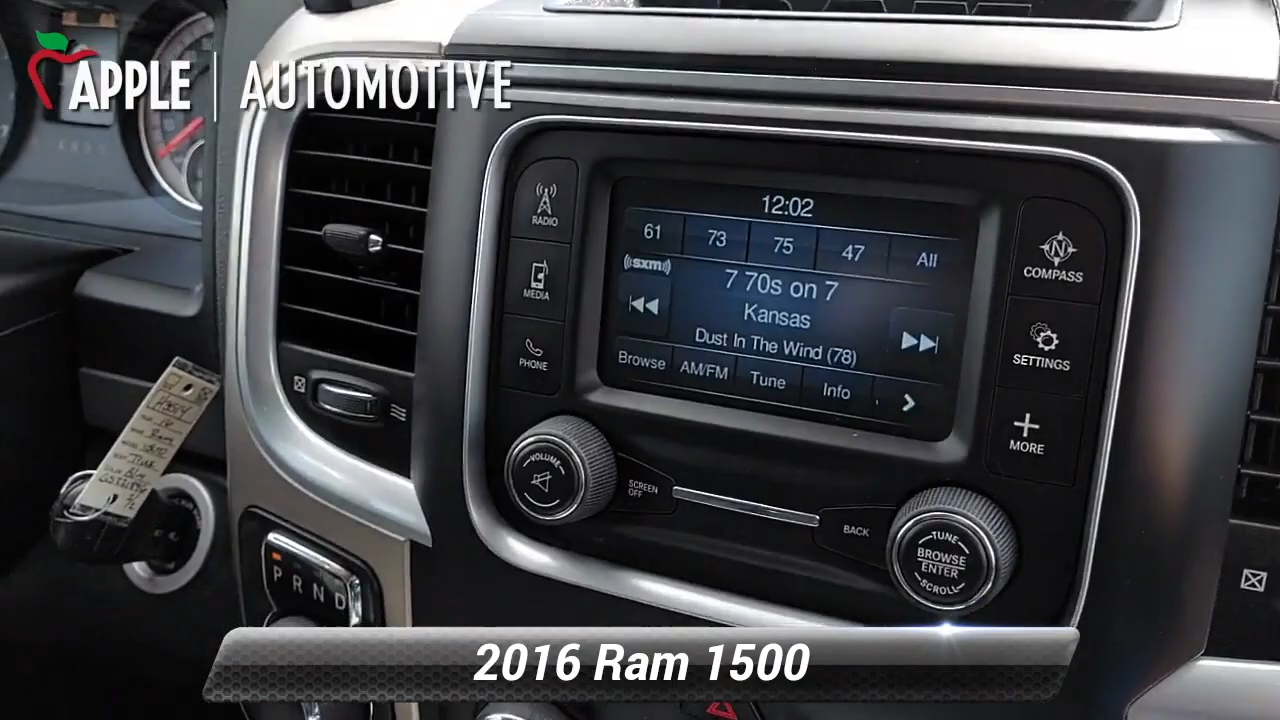 RAM
APPLE | AUTOMOTIVE
12:02
61 73 75 47 All
((sxm))
7 70s on 7
Kansas
Dust In The Wind (78)
Browse AM/FM Tune Info
RADIO
MEDIA
PHONE
N
COMPASS
SETTINGS
MORE
VOLUME
SCREEN
OFF
BACK
TUNE
BROWSE
ENTER
SCROLL
P R N D
2016 Ram 1500